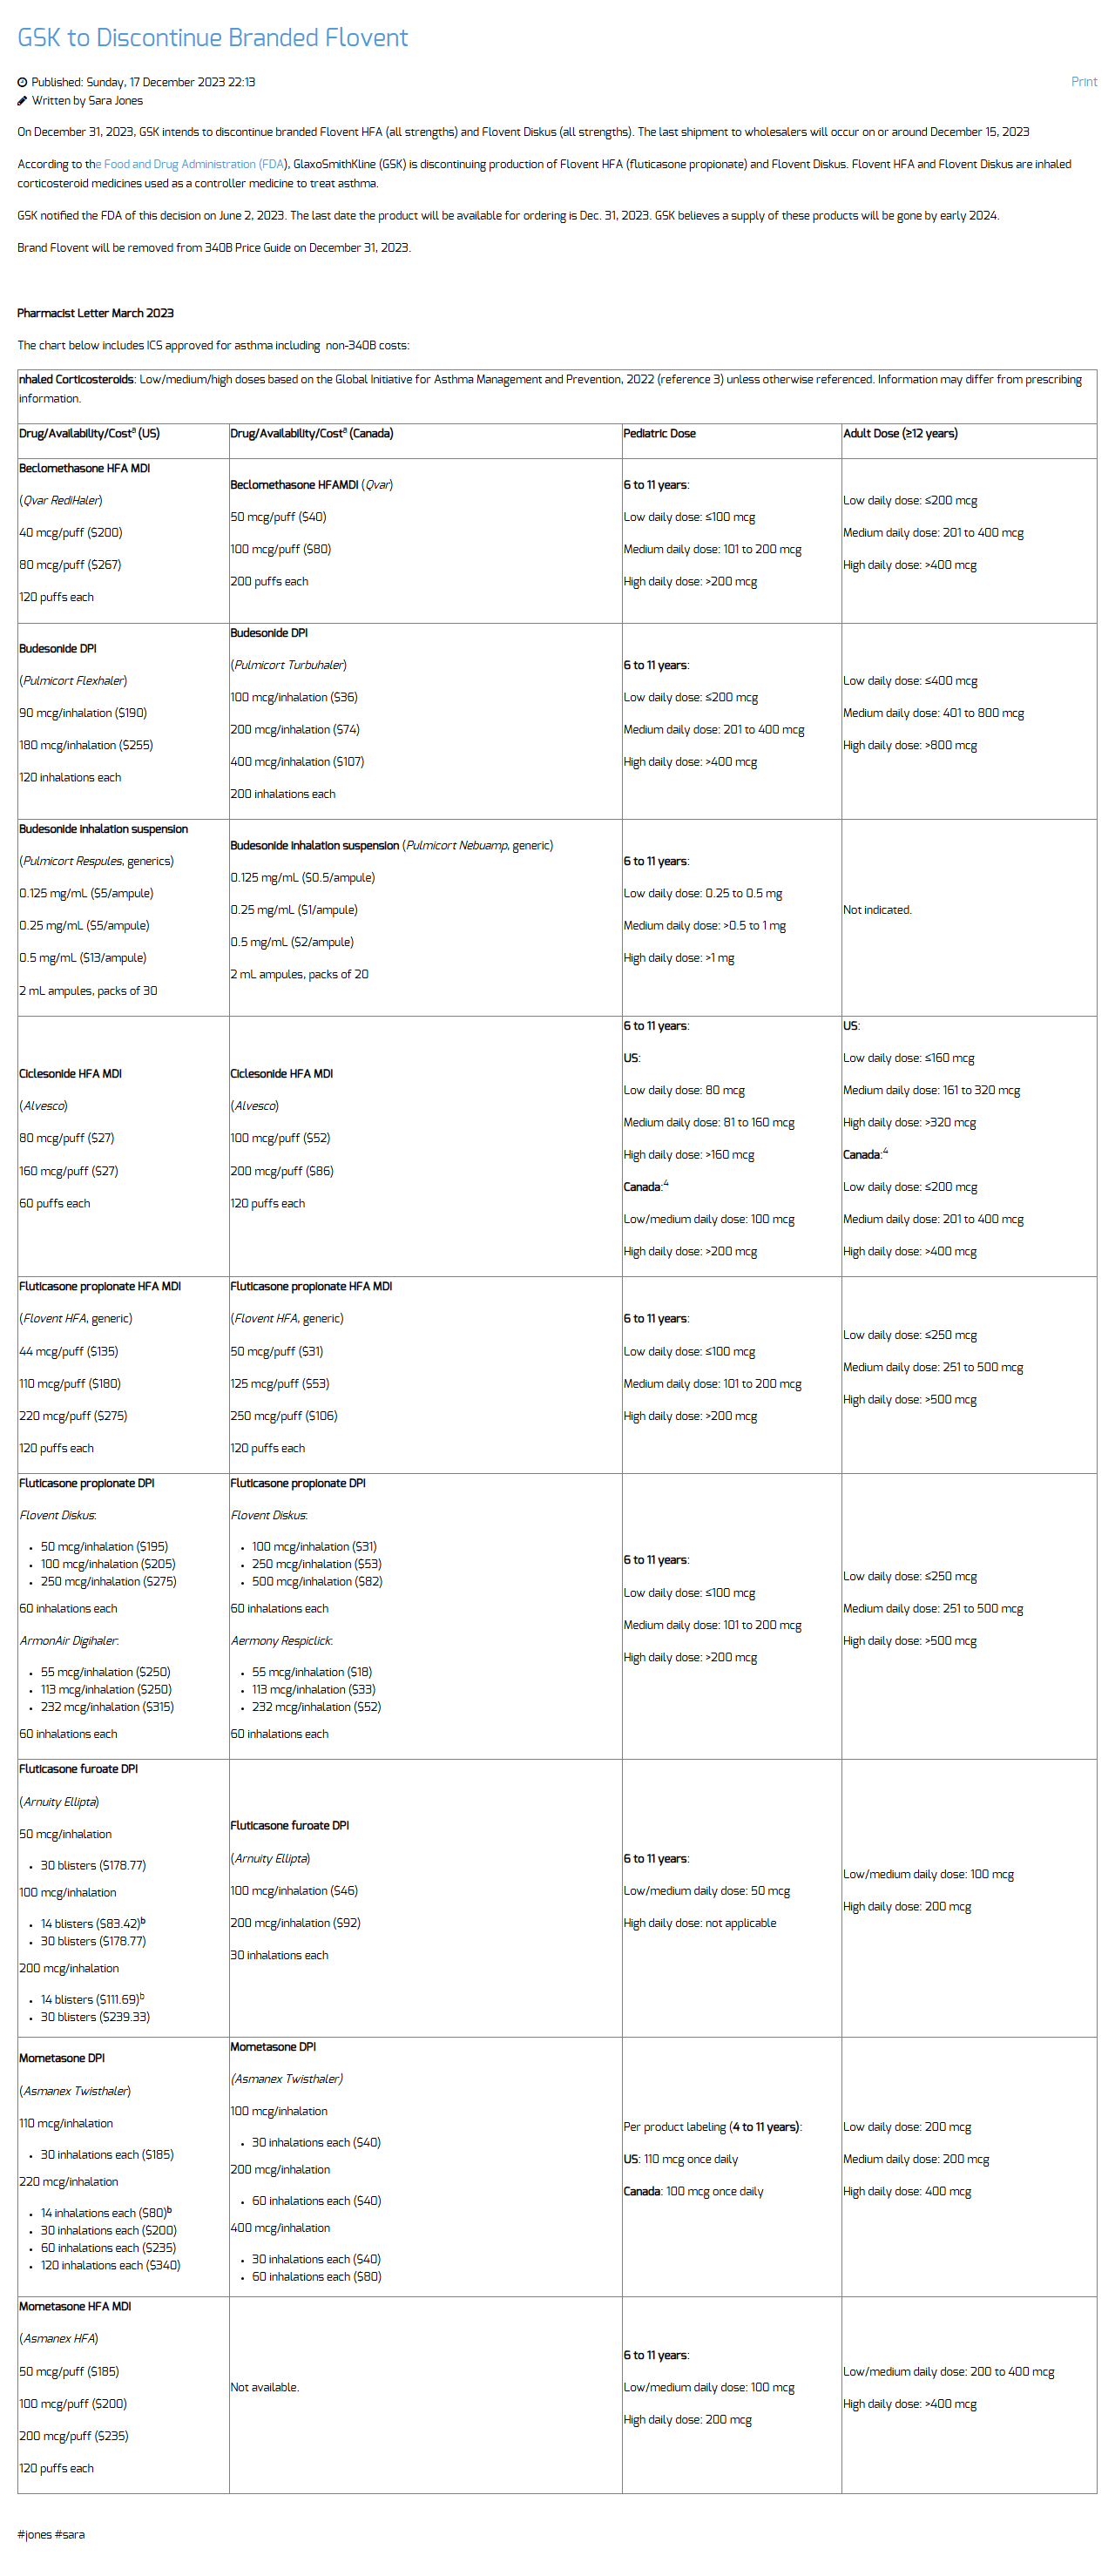 GSK to Discontinue Branded Flovent
Published: Sunday, 17 December 2023 22:13
Print
Written by Sara Jones
On December 31, 2023, GSK intends to discontinue branded Flovent HFA (all strengths) and Flovent Diskus (all strengths). The last shipment to wholesalers will occur on or around December 15, 2023
According to the Food and Drug Administration (FDA), GlaxoSmithKline (GSK) is discontinuing production of Flovent HFA (fluticasone propionate) and Flovent Diskus. Flovent HFA and Flovent Diskus are inhaled
corticosteroid medicines used as a controller medicine to treat asthma.
GSK notified the FDA of this decision on June 2, 2023. The last date the product will be available for ordering is Dec. 31, 2023. GSK believes a supply of these products will be gone by early 2024.
Brand Flovent will be removed from 340B Price Guide on December 31, 2023.
Pharmacist Letter March 2023
The chart below includes ICS approved for asthma including non-340B costs:
nhaled Corticosteroids: Low/medium/high doses based on the Global Initiative for Asthma Management and Prevention, 2022 (reference 3) unless otherwise referenced. Information may differ from prescribing
information.
Drug/Availability/Costª (US)
Drug/Availability/Costª (Canada)
Pediatric Dose
Adult Dose (≥12 years)
Beclomethasone HFA MDI
(Qvar RediHaler)
40 mcg/puff ($200)
80 mcg/puff ($267)
120 puffs each
Beclomethasone HFAMDI (Qvar)
50 mcg/puff ($40)
100 mcg/puff ($80)
200 puffs each
6 to 11 years:
Low daily dose: ≤100 mcg
Medium daily dose: 101 to 200 mcg
High daily dose: >200 mcg
Low daily dose: ≤200 mcg
Medium daily dose: 201 to 400 mcg
High daily dose: >400 mcg
Budesonide DPI
(Pulmicort Flexhaler)
90 mcg/inhalation ($190)
180 mcg/inhalation ($255)
120 inhalations each
Budesonide DPI
(Pulmicort Turbuhaler)
100 mcg/inhalation ($36)
200 mcg/inhalation ($74)
400 mcg/inhalation ($107)
200 inhalations each
6 to 11 years:
Low daily dose: ≤200 mcg
Medium daily dose: 201 to 400 mcg
High daily dose: >400 mcg
Low daily dose: ≤400 mcg
Medium daily dose: 401 to 800 mcg
High daily dose: >800 mcg
Budesonide inhalation suspension
(Pulmicort Respules, generics)
0.125 mg/mL ($5/ampule)
0.25 mg/mL ($5/ampule)
0.5 mg/mL ($13/ampule)
2 mL ampules, packs of 30
Budesonide inhalation suspension (Pulmicort Nebuamp, generic)
0.125 mg/mL ($0.5/ampule)
0.25 mg/mL ($1/ampule)
0.5 mg/mL ($2/ampule)
2 mL ampules, packs of 20
6 to 11 years:
Low daily dose: 0.25 to 0.5 mg
Medium daily dose: >0.5 to 1 mg
High daily dose: >1 mg
Not indicated.
Ciclesonide HFA MDI
(Alvesco)
80 mcg/puff ($27)
160 mcg/puff ($27)
60 puffs each
Ciclesonide HFA MDI
(Alvesco)
100 mcg/puff ($52)
200 mcg/puff ($86)
120 puffs each
6 to 11 years:
US:
Low daily dose: 80 mcg
Medium daily dose: 81 to 160 mcg
High daily dose: >160 mcg
Canada:⁴
Low/medium daily dose: 100 mcg
High daily dose: >200 mcg
US:
Low daily dose: ≤160 mcg
Medium daily dose: 161 to 320 mcg
High daily dose: >320 mcg
Canada:⁴
Low daily dose: ≤200 mcg
Medium daily dose: 201 to 400 mcg
High daily dose: >400 mcg
Fluticasone propionate HFA MDI
(Flovent HFA, generic)
44 mcg/puff ($135)
110 mcg/puff ($180)
220 mcg/puff ($275)
120 puffs each
Fluticasone propionate HFA MDI
(Flovent HFA, generic)
50 mcg/puff ($31)
125 mcg/puff ($53)
250 mcg/puff ($106)
120 puffs each
6 to 11 years:
Low daily dose: ≤100 mcg
Medium daily dose: 101 to 200 mcg
High daily dose: >200 mcg
Low daily dose: ≤250 mcg
Medium daily dose: 251 to 500 mcg
High daily dose: >500 mcg
Fluticasone propionate DPI
Flovent Diskus:
• 50 mcg/inhalation ($195)
• 100 mcg/inhalation ($205)
• 250 mcg/inhalation ($275)
60 inhalations each
ArmonAir Digihaler:
• 55 mcg/inhalation ($250)
• 113 mcg/inhalation ($250)
• 232 mcg/inhalation ($315)
60 inhalations each
Fluticasone propionate DPI
Flovent Diskus:
• 100 mcg/inhalation ($31)
• 250 mcg/inhalation ($53)
• 500 mcg/inhalation ($82)
60 inhalations each
Aermony Respiclick:
• 55 mcg/inhalation ($18)
• 113 mcg/inhalation ($33)
• 232 mcg/inhalation ($52)
60 inhalations each
6 to 11 years:
Low daily dose: ≤100 mcg
Medium daily dose: 101 to 200 mcg
High daily dose: >200 mcg
Low daily dose: ≤250 mcg
Medium daily dose: 251 to 500 mcg
High daily dose: >500 mcg
Fluticasone furoate DPI
(Arnuity Ellipta)
50 mcg/inhalation
• 30 blisters ($178.77)
100 mcg/inhalation
• 14 blisters ($83.42)ᵇ
• 30 blisters ($178.77)
200 mcg/inhalation
• 14 blisters ($111.69)ᵇ
• 30 blisters ($239.33)
Fluticasone furoate DPI
(Arnuity Ellipta)
100 mcg/inhalation ($46)
200 mcg/inhalation ($92)
30 inhalations each
6 to 11 years:
Low/medium daily dose: 50 mcg
High daily dose: not applicable
Low/medium daily dose: 100 mcg
High daily dose: 200 mcg
Mometasone DPI
(Asmanex Twisthaler)
110 mcg/inhalation
• 30 inhalations each ($185)
220 mcg/inhalation
• 14 inhalations each ($80)ᵇ
• 30 inhalations each ($200)
• 60 inhalations each ($235)
• 120 inhalations each ($340)
Mometasone DPI
(Asmanex Twisthaler)
100 mcg/inhalation
• 30 inhalations each ($40)
200 mcg/inhalation
• 60 inhalations each ($40)
400 mcg/inhalation
• 30 inhalations each ($40)
• 60 inhalations each ($80)
Per product labeling (4 to 11 years):
US: 110 mcg once daily
Canada: 100 mcg once daily
Low daily dose: 200 mcg
Medium daily dose: 200 mcg
High daily dose: 400 mcg
Mometasone HFA MDI
(Asmanex HFA)
50 mcg/puff ($185)
100 mcg/puff ($200)
200 mcg/puff ($235)
120 puffs each
Not available.
6 to 11 years:
Low/medium daily dose: 100 mcg
High daily dose: 200 mcg
Low/medium daily dose: 200 to 400 mcg
High daily dose: >400 mcg
#jones #sara